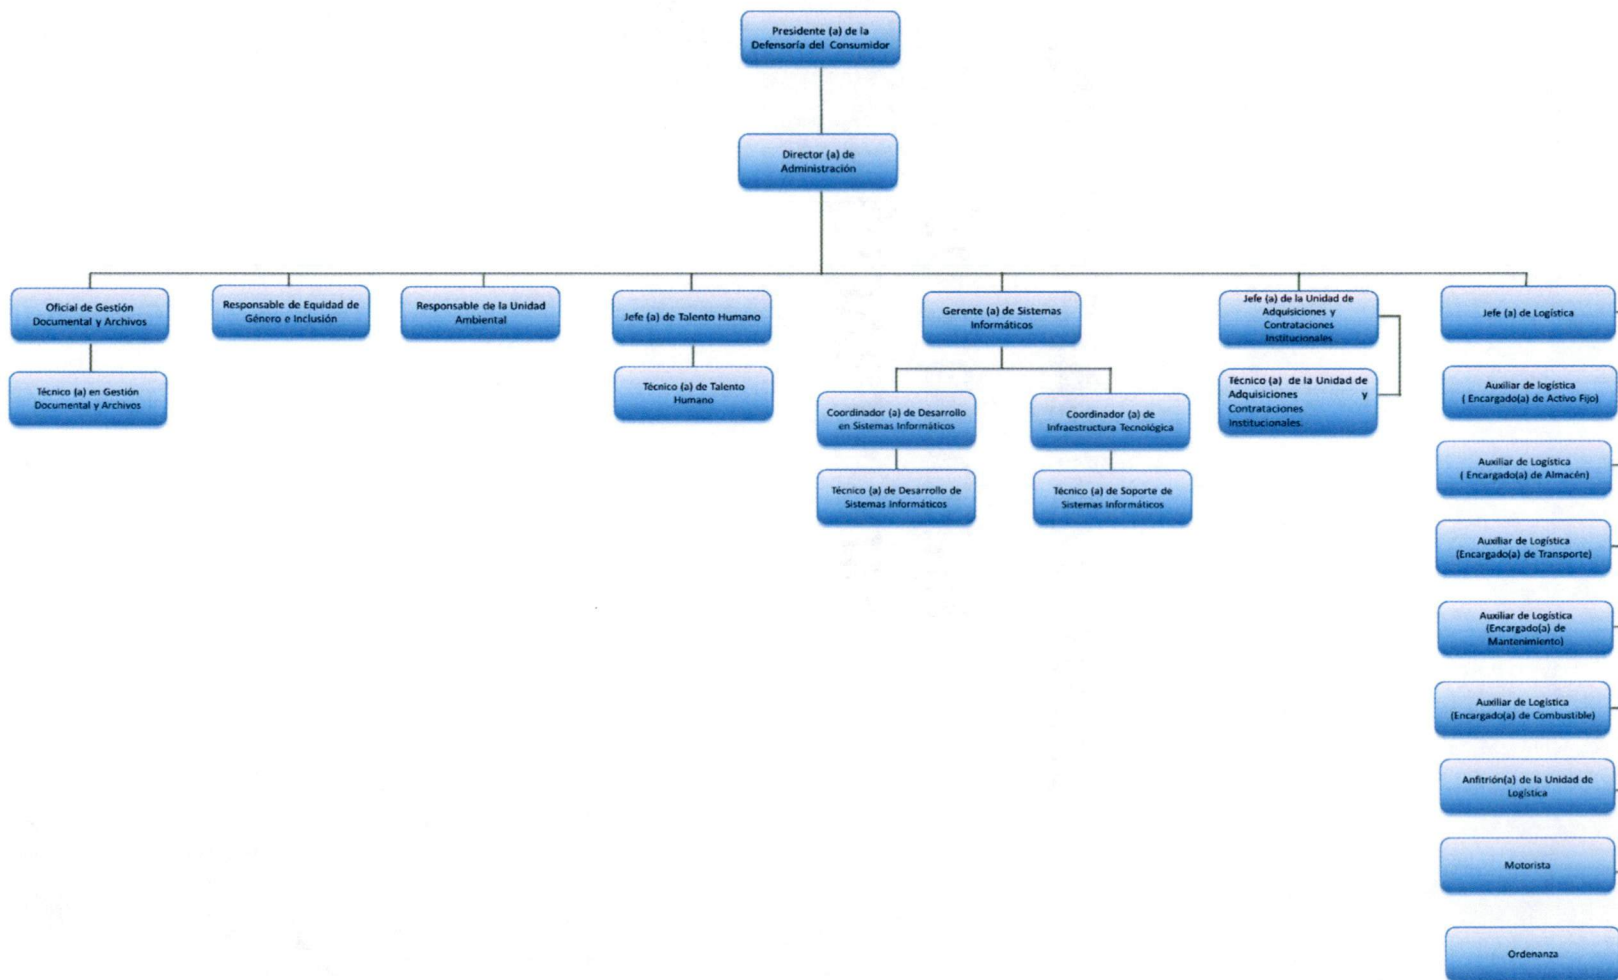 Presidente (a) de la
Defensoría del Consumidor
Director (a) de
Administración
Oficial de Gestión
Documental y Archivos
Técnico (a) en Gestión
Documental y Archivos
Responsable de Equidad de
Género e Inclusión
Responsable de la Unidad
Ambiental
Jefe (a) de Talento Humano
Técnico (a) de Talento
Humano
Gerente (a) de Sistemas
Informáticos
Coordinador (a) de Desarrollo
en Sistemas Informáticos
Técnico (a) de Desarrollo de
Sistemas Informáticos
Coordinador (a) de
Infraestructura Tecnológica
Técnico (a) de Soporte de
Sistemas Informáticos
Jefe (a) de la Unidad de
Adquisiciones y
Contrataciones
Institucionales
Técnico (a) de la Unidad de
Adquisiciones y
Contrataciones
Institucionales.
Jefe (a) de Logística
Auxiliar de logística
( Encargado(a) de Activo Fijo)
Auxiliar de Logística
( Encargado(a) de Almacén)
Auxiliar de Logística
(Encargado(a) de Transporte)
Auxiliar de Logística
(Encargado(a) de
Mantenimiento)
Auxiliar de Logística
(Encargado(a) de Combustible)
Anfitrión(a) de la Unidad de
Logística
Motorista
Ordenanza